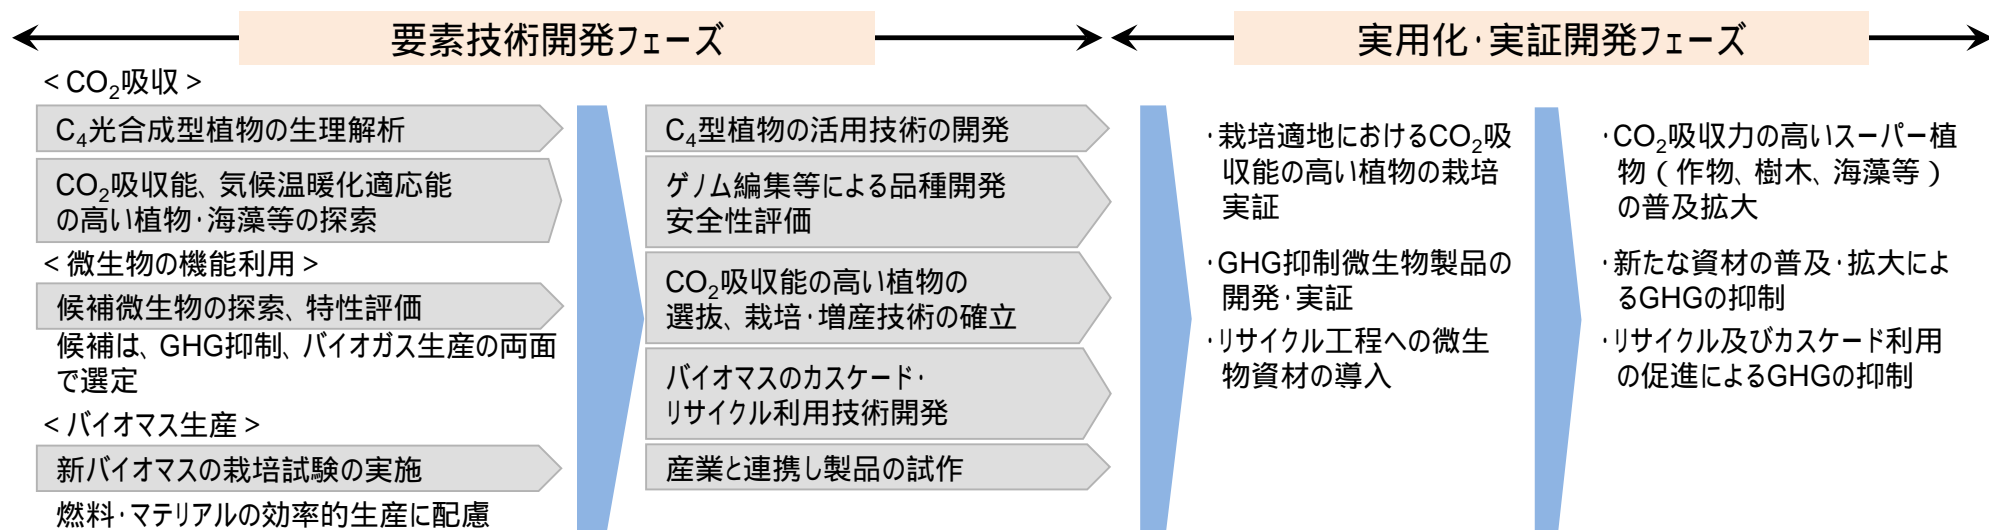 要素技術開発フェーズ
実用化・実証開発フェーズ
＜CO₂吸収＞
C₄光合成型植物の生理解析
CO₂吸収能、気候温暖化適応能
の高い植物・海藻等の探索
＜微生物の機能利用＞
候補微生物の探索、特性評価
候補は、GHG抑制、バイオガス生産の両面
で選定
＜バイオマス生産＞
新バイオマスの栽培試験の実施
燃料・マテリアルの効率的生産に配慮
C₄型植物の活用技術の開発
ゲノム編集等による品種開発
安全性評価
CO₂吸収能の高い植物の
選抜、栽培・増産技術の確立
バイオマスのカスケード・
リサイクル利用技術開発
産業と連携し製品の試作
・栽培適地におけるCO₂吸
収能の高い植物の栽培
実証
・GHG抑制微生物製品の
開発・実証
・リサイクル工程への微生
物資材の導入
・CO₂吸収力の高いスーパー植
物（作物、樹木、海藻等）
の普及拡大
・新たな資材の普及・拡大によ
るGHGの抑制
・リサイクル及びカスケード利用
の促進によるGHGの抑制